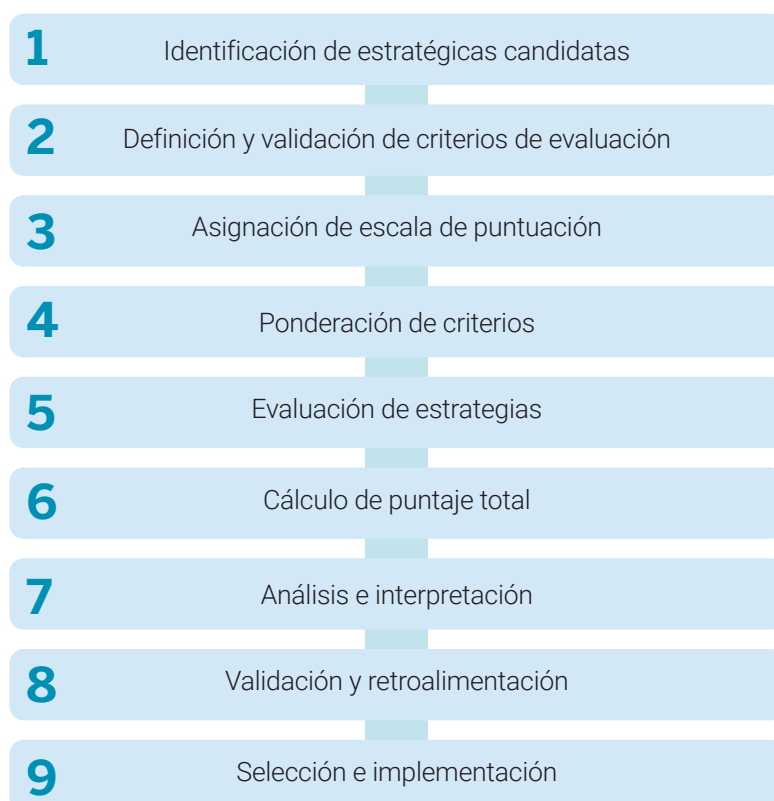 1 Identificación de estratégicas candidatas
2 Definición y validación de criterios de evaluación
3 Asignación de escala de puntuación
4 Ponderación de criterios
5 Evaluación de estrategias
6 Cálculo de puntaje total
7 Análisis e interpretación
8 Validación y retroalimentación
9 Selección e implementación